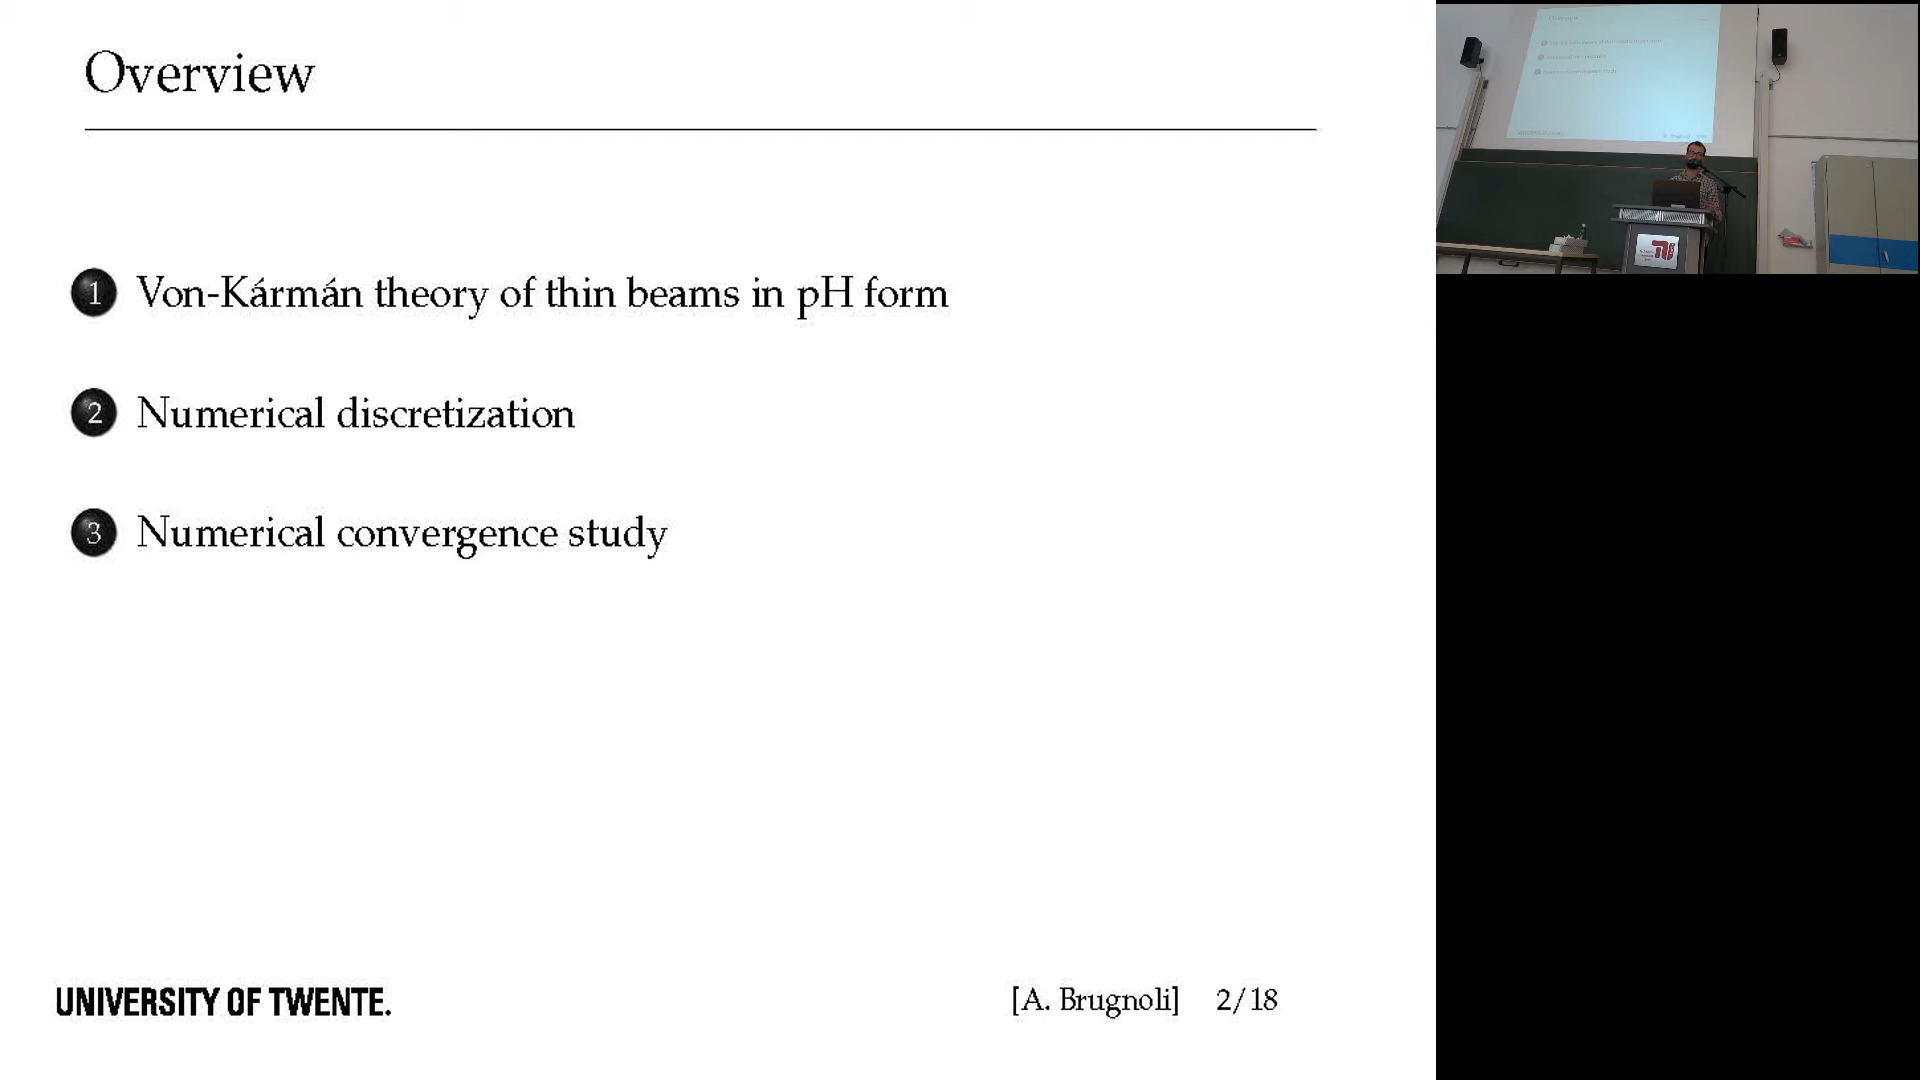 Overview
1 Von-Kármán theory of thin beams in pH form
2 Numerical discretization
3 Numerical convergence study
UNIVERSITY OF TWENTE.
[A. Brugnoli] 2/18